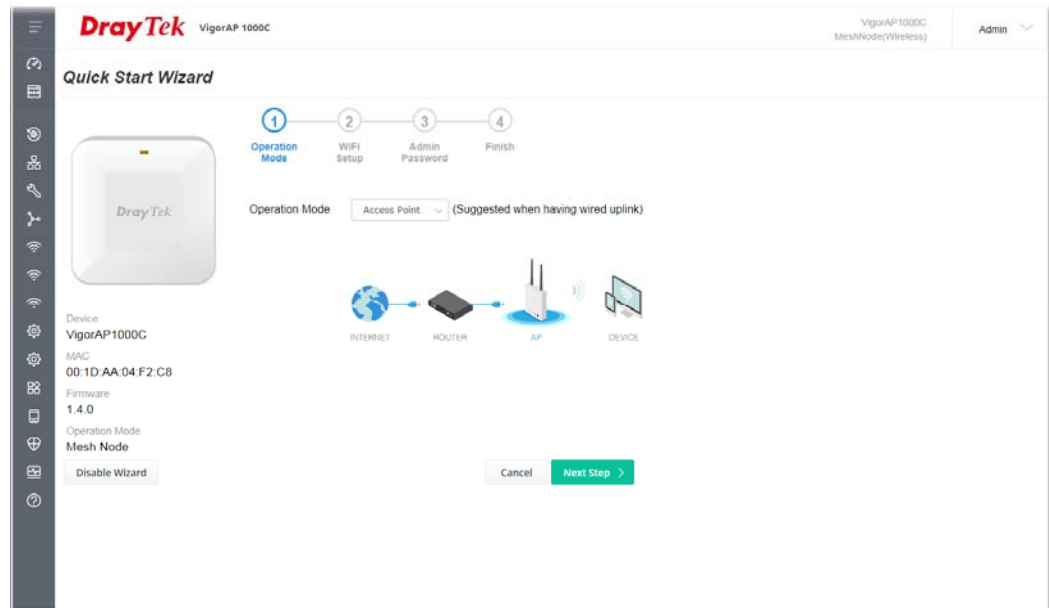 DrayTek VigorAP 1000C
VigorAP1000C
MeshNode(Wireless)
Admin
Quick Start Wizard
1 2 3 4
Operation Mode
WiFi Setup
Admin Password
Finish
DrayTek
Operation Mode Access Point (Suggested when having wired uplink)
INTERNET ROUTER AP DEVICE
Device
VigorAP1000C
MAC
00:1D:AA:04:F2:C8
Firmware
1.4.0
Operation Mode
Mesh Node
Disable Wizard Cancel Next Step